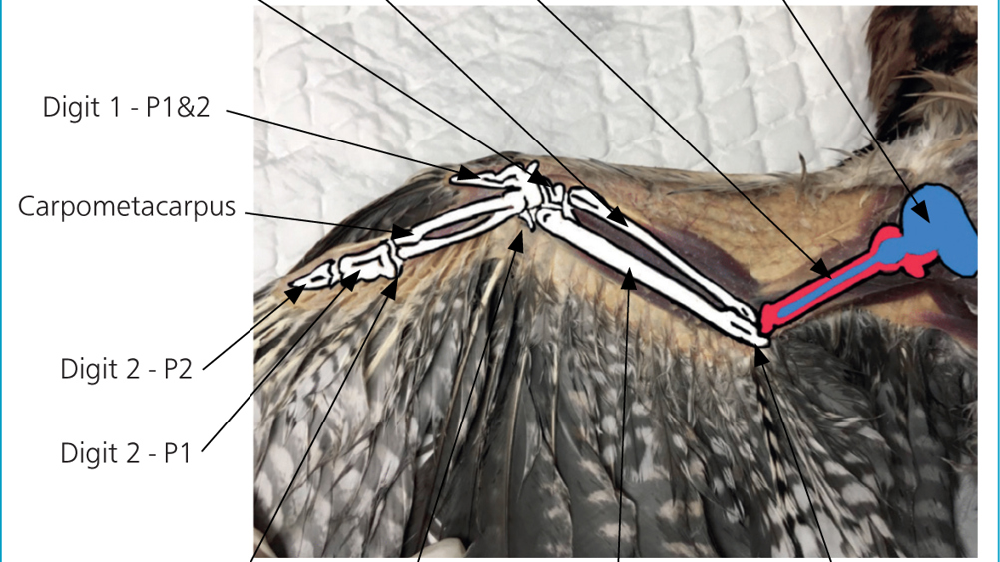 Digit 1 - P1&2
Carpometacarpus
Digit 2 - P2
Digit 2 - P1